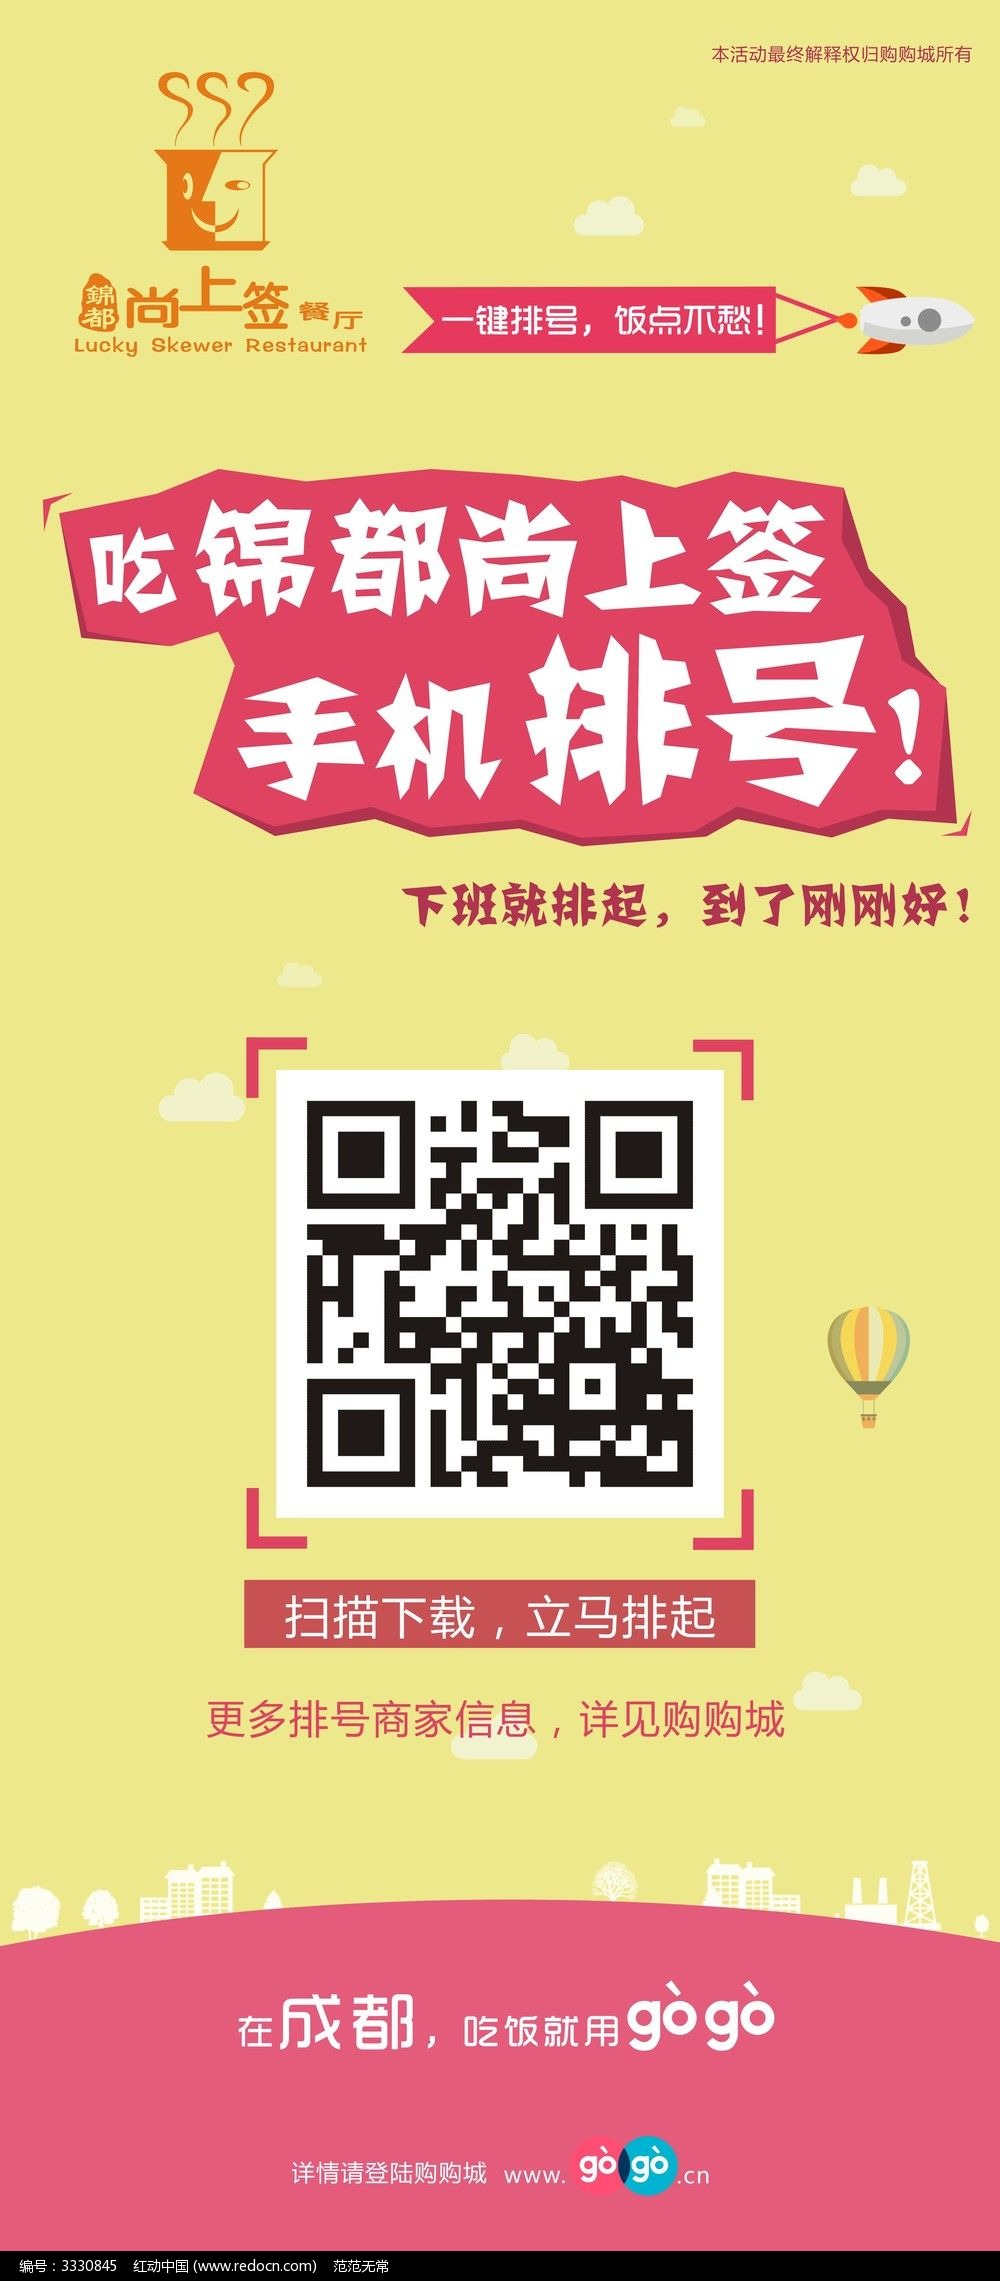 本活动最终解释权归购购城所有
錦都尚上签餐厅
Lucky Skewer Restaurant
一键排号，饭点不愁！
吃锦都尚上签
手机排号！
下班就排起，到了刚刚好！
扫描下载，立马排起
更多排号商家信息，详见购购城
在成都，吃饭就用gògò
详情请登陆购购城 www.gògò.cn
编号：3330845 红动中国 (www.redocn.com) 范范无常